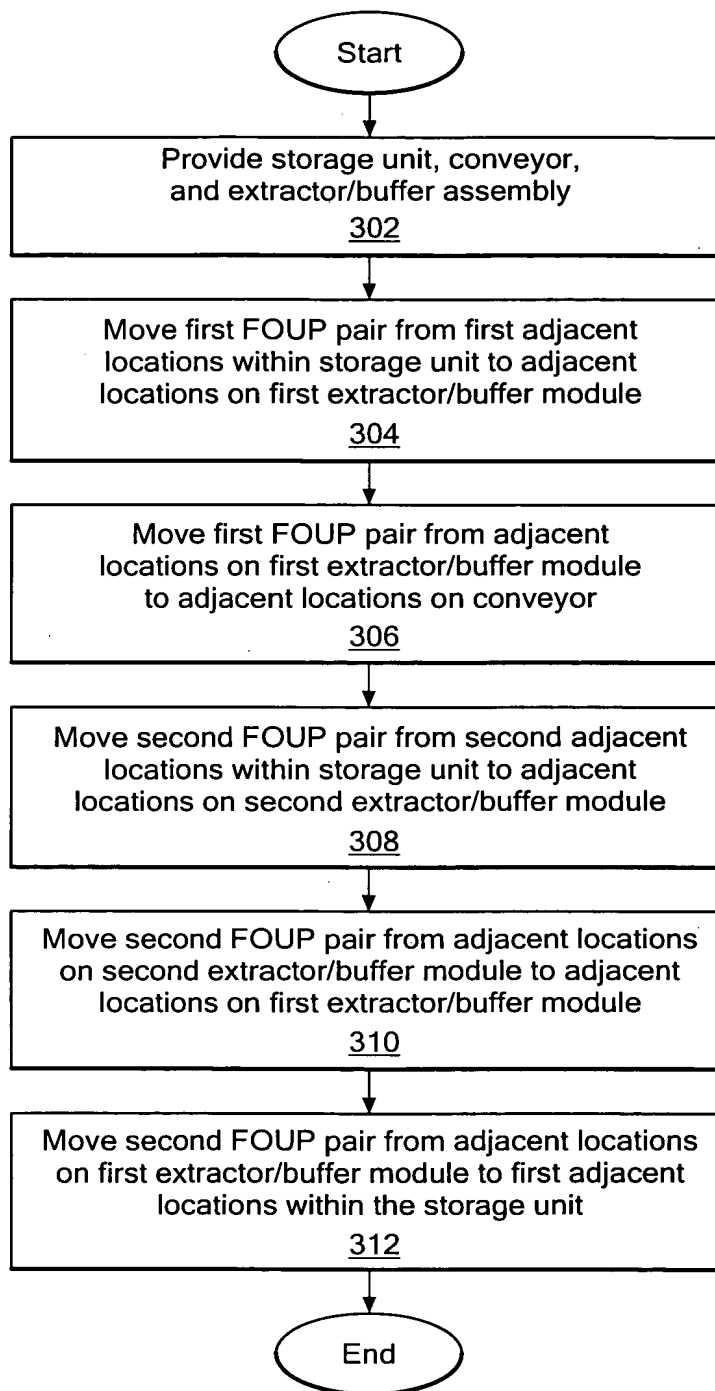 Start
Provide storage unit, conveyor,
and extractor/buffer assembly
302
Move first FOUP pair from first adjacent
locations within storage unit to adjacent
locations on first extractor/buffer module
304
Move first FOUP pair from adjacent
locations on first extractor/buffer module
to adjacent locations on conveyor
306
Move second FOUP pair from second adjacent
locations within storage unit to adjacent
locations on second extractor/buffer module
308
Move second FOUP pair from adjacent locations
on second extractor/buffer module to adjacent
locations on first extractor/buffer module
310
Move second FOUP pair from adjacent locations
on first extractor/buffer module to first adjacent
locations within the storage unit
312
End